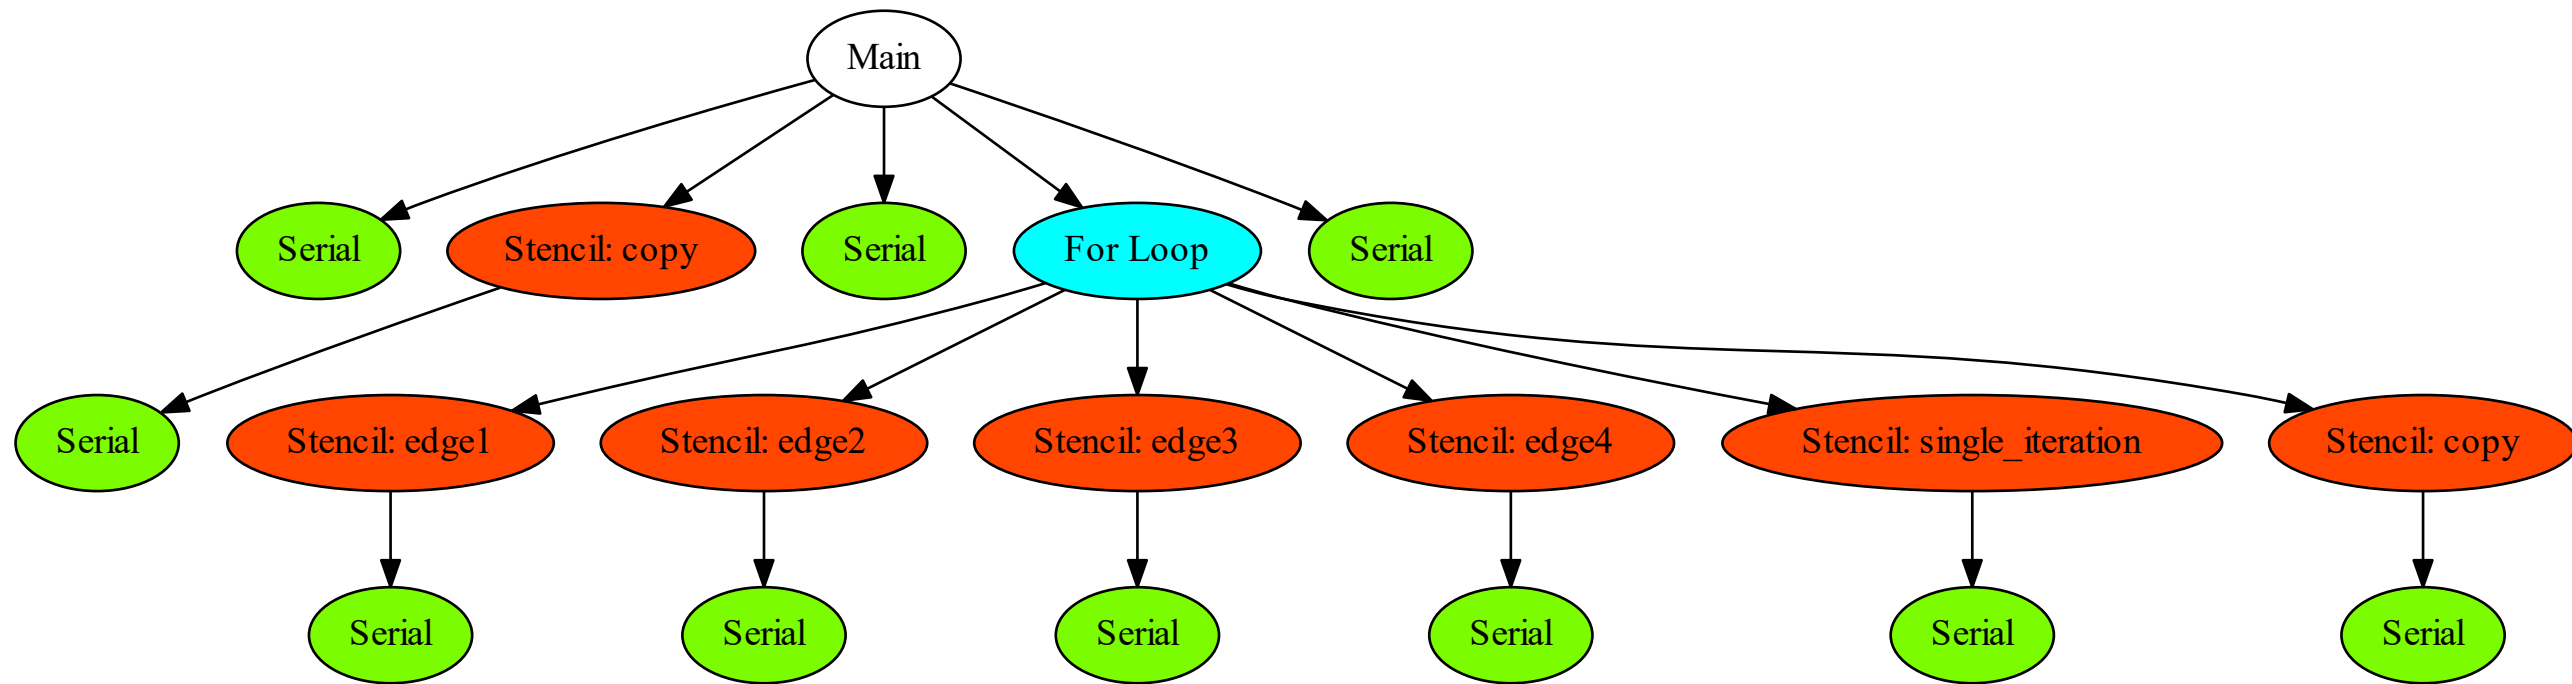 Main
Serial
Stencil: copy
Serial
For Loop
Serial
Serial
Stencil: edge1
Stencil: edge2
Stencil: edge3
Stencil: edge4
Stencil: single_iteration
Stencil: copy
Serial
Serial
Serial
Serial
Serial
Serial